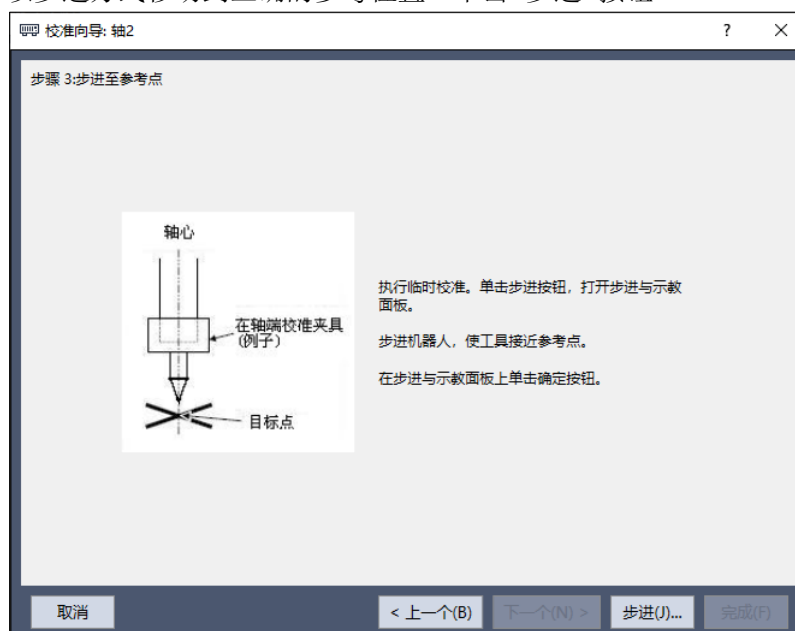 校准向导: 轴2
步骤 3:步进至参考点
轴心
在轴端校准夹具
(例子)
目标点
执行临时校准。单击步进按钮，打开步进与示教
面板。
步进机器人，使工具接近参考点。
在步进与示教面板上单击确定按钮。
取消
< 上一个(B)
下一个(N) >
步进(J)...
完成(F)